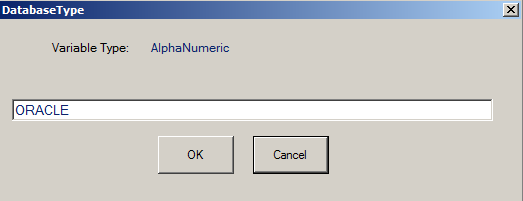 DatabaseType
Variable Type: AlphaNumeric
ORACLE
OK Cancel